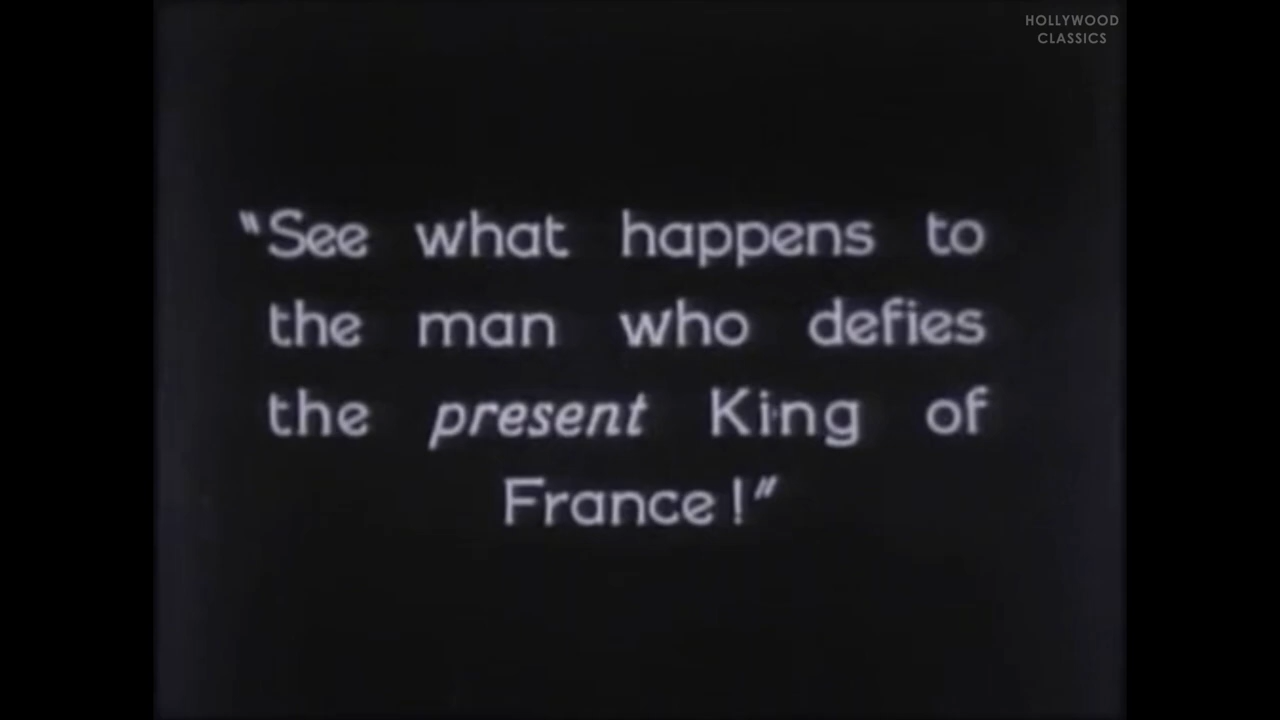 HOLLYWOOD
CLASSICS
"See what happens to
the man who defies
the present King of
France!"